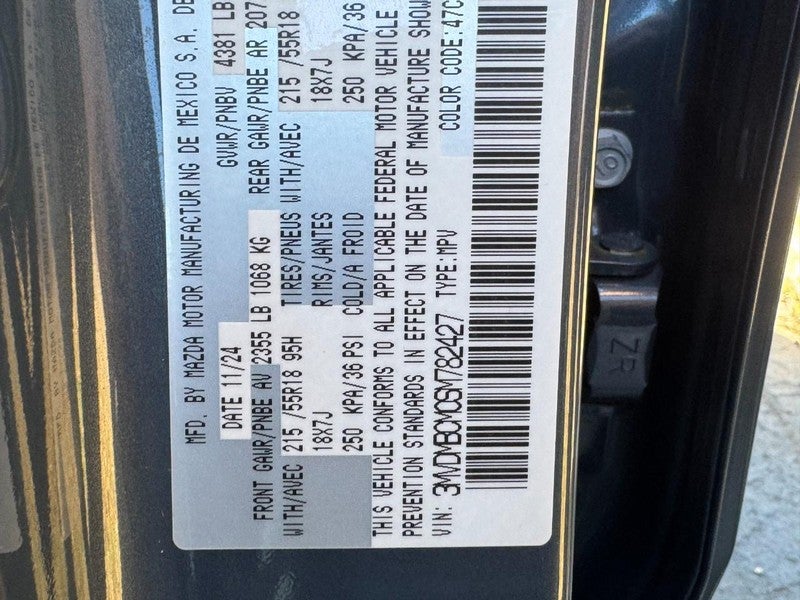 MFD. BY MAZDA MOTOR MANUFACTURING DE MEXICO S.A. DE
DATE 11/24 GVWR/PNBV 4381 LB
FRONT GAWR/PNBE AV 2355 LB 1068 KG REAR GAWR/PNBE AR 207
WITH/AVEC 215 /55R18 95H TIRES/PNEUS WITH/AVEC 215 /55R18
18X7J RIMS/JANTES 18X7J
250 KPA/36 PSI COLD/A FROID 250 KPA/36
THIS VEHICLE CONFORMS TO ALL APPLICABLE FEDERAL MOTOR VEHICLE
PREVENTION STANDARDS IN EFFECT ON THE DATE OF MANUFACTURE SHOW
VIN: 3MVDMBCM0SM782427 TYPE:MPV COLOR CODE:47C
9
ZR